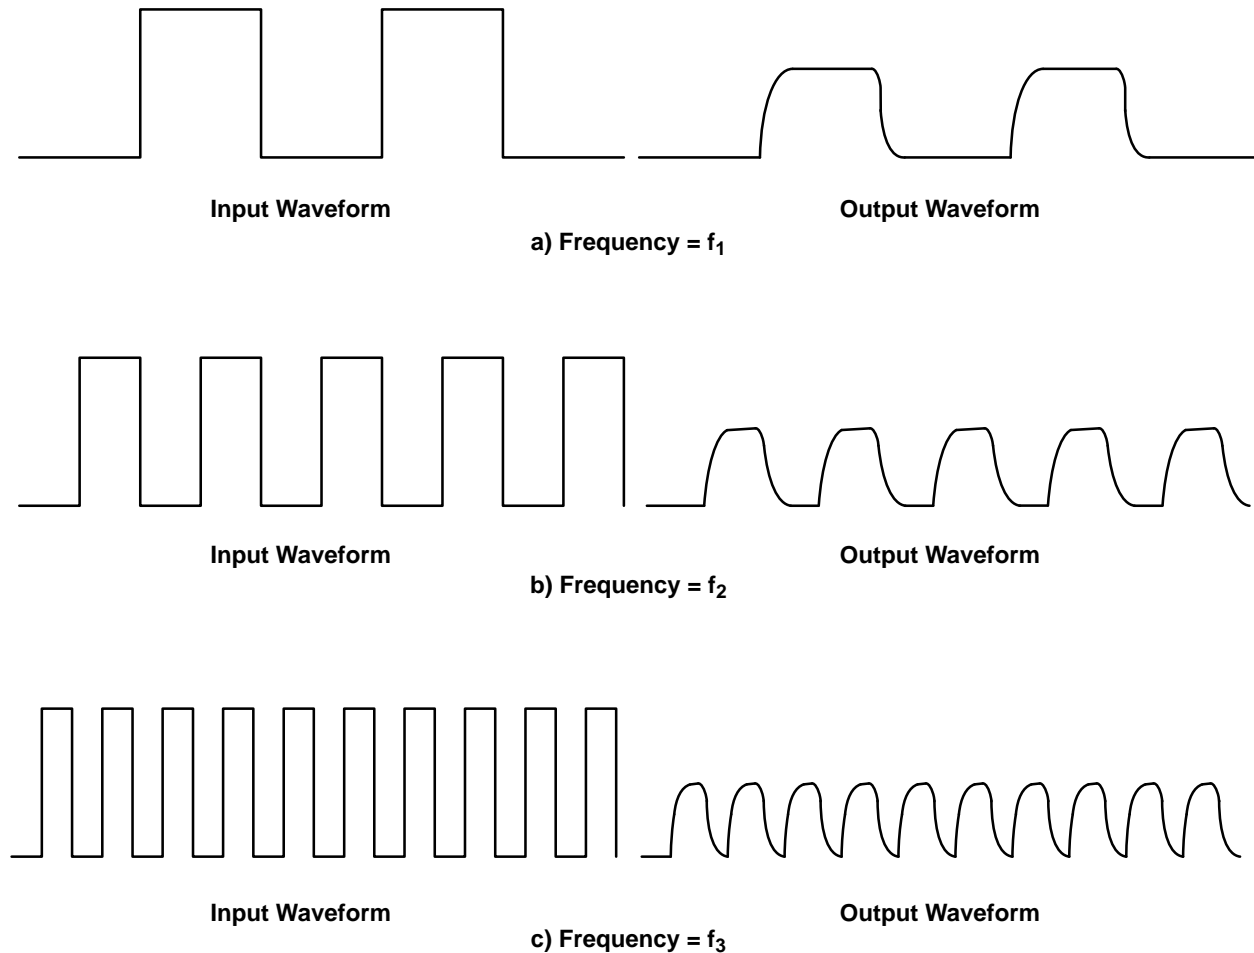 Input Waveform
Output Waveform
a) Frequency = f1
Input Waveform
Output Waveform
b) Frequency = f2
Input Waveform
Output Waveform
c) Frequency = f3